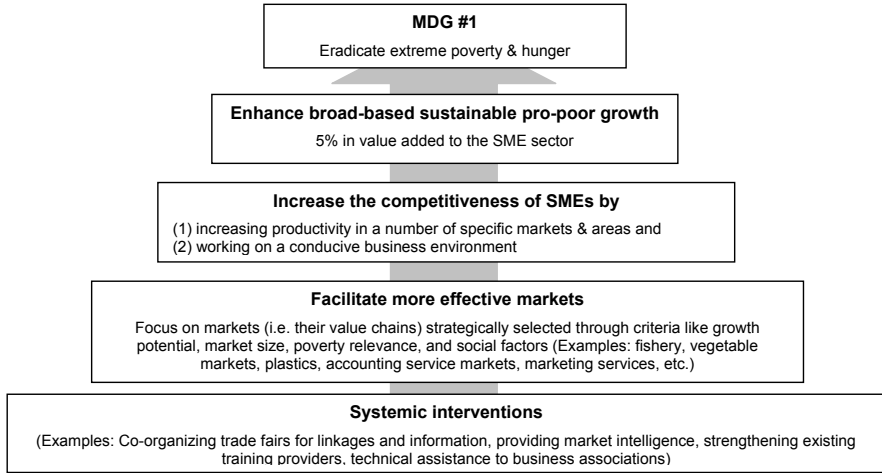 MDG #1
Eradicate extreme poverty & hunger
Enhance broad-based sustainable pro-poor growth
5% in value added to the SME sector
Increase the competitiveness of SMEs by
(1) increasing productivity in a number of specific markets & areas and
(2) working on a conducive business environment
Facilitate more effective markets
Focus on markets (i.e. their value chains) strategically selected through criteria like growth
potential, market size, poverty relevance, and social factors (Examples: fishery, vegetable
markets, plastics, accounting service markets, marketing services, etc.)
Systemic interventions
(Examples: Co-organizing trade fairs for linkages and information, providing market intelligence, strengthening existing
training providers, technical assistance to business associations)